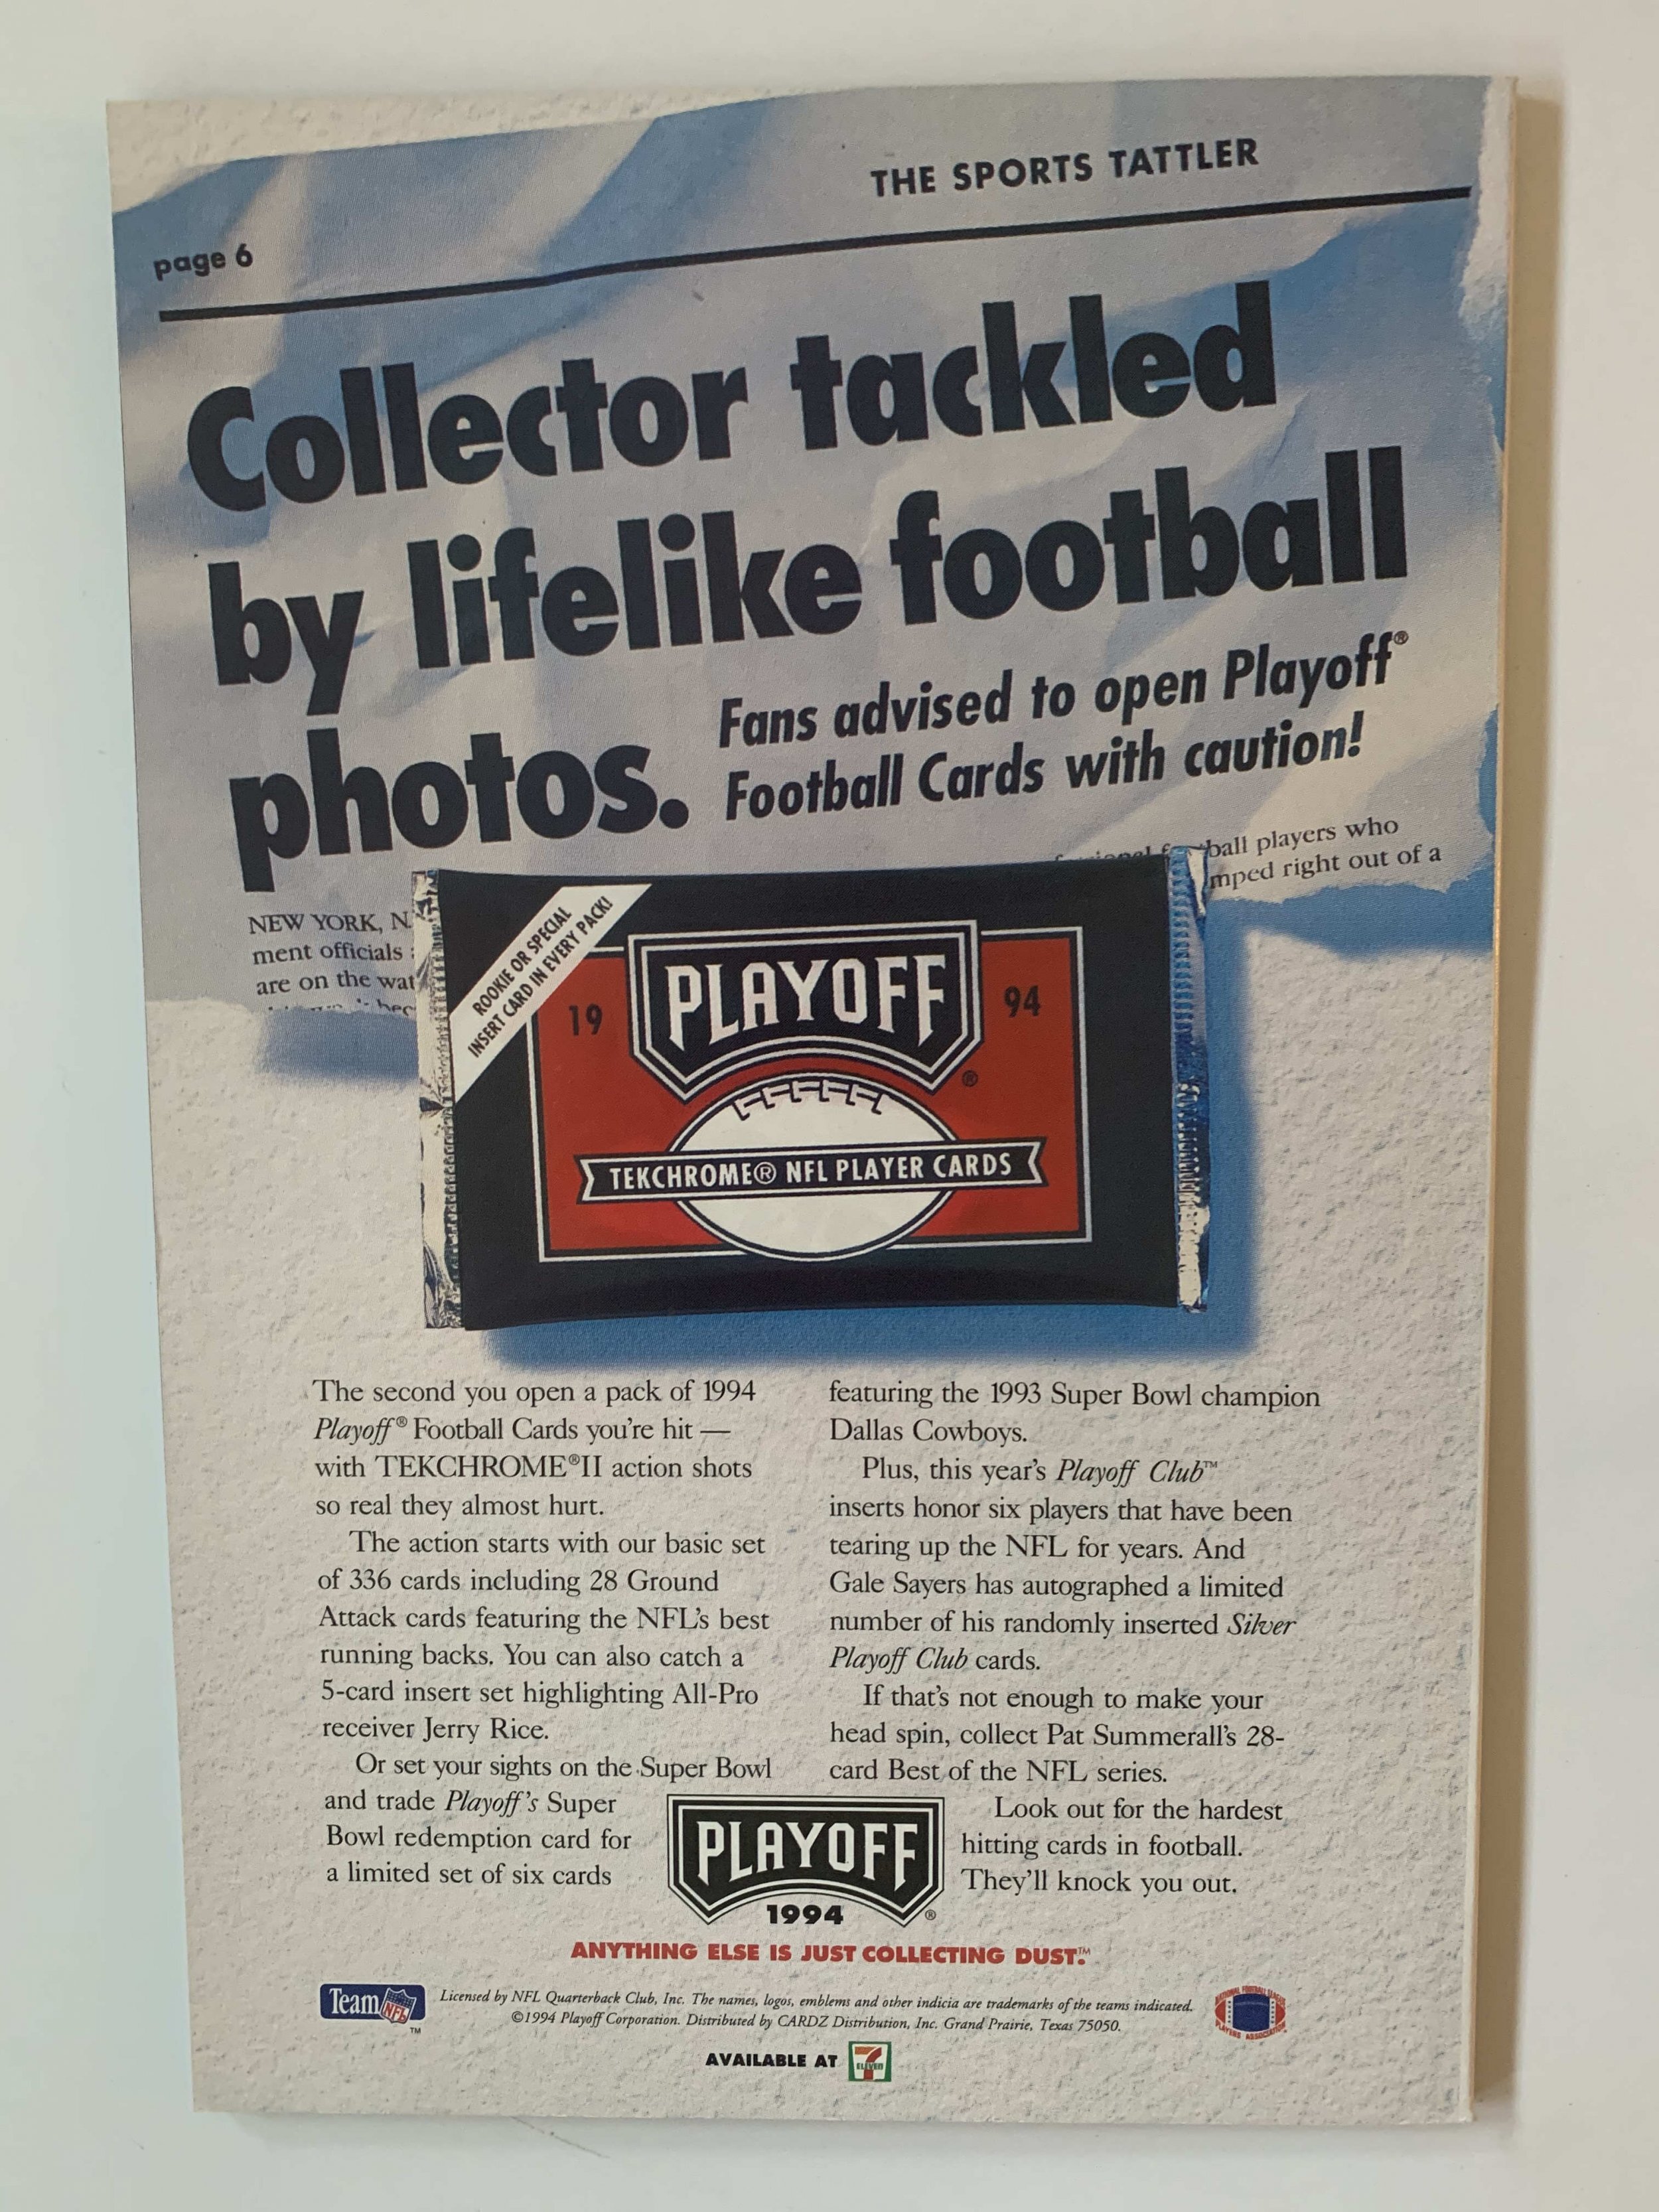 THE SPORTS TATTLER
page 6
Collector tackled
by lifelike football
photos.
Fans advised to open Playoff®
Football Cards with caution!
ball players who
mped right out of a
NEW YORK, N.
ment officials
are on the wat
ROOKIE OR SPECIAL
INSERT CARD IN EVERY PACK!
19 PLAYOFF 94
®
TEKCHROME® NFL PLAYER CARDS
The second you open a pack of 1994
Playoff® Football Cards you're hit —
with TEKCHROME®II action shots
so real they almost hurt.
The action starts with our basic set
of 336 cards including 28 Ground
Attack cards featuring the NFL's best
running backs. You can also catch a
5-card insert set highlighting All-Pro
receiver Jerry Rice.
Or set your sights on the Super Bowl
and trade Playoff's Super
Bowl redemption card for
a limited set of six cards
featuring the 1993 Super Bowl champion
Dallas Cowboys.
Plus, this year's Playoff Club™
inserts honor six players that have been
tearing up the NFL for years. And
Gale Sayers has autographed a limited
number of his randomly inserted Silver
Playoff Club cards.
If that's not enough to make your
head spin, collect Pat Summerall's 28-
card Best of the NFL series.
Look out for the hardest
hitting cards in football.
They'll knock you out.
PLAYOFF
1994 ®
ANYTHING ELSE IS JUST COLLECTING DUST.™
Team NFL ™
Licensed by NFL Quarterback Club, Inc. The names, logos, emblems and other indicia are trademarks of the teams indicated.
©1994 Playoff Corporation. Distributed by CARDZ Distribution, Inc. Grand Prairie, Texas 75050.
NATIONAL FOOTBALL LEAGUE
PLAYERS ASSOCIATION
AVAILABLE AT 7 ELEVEN